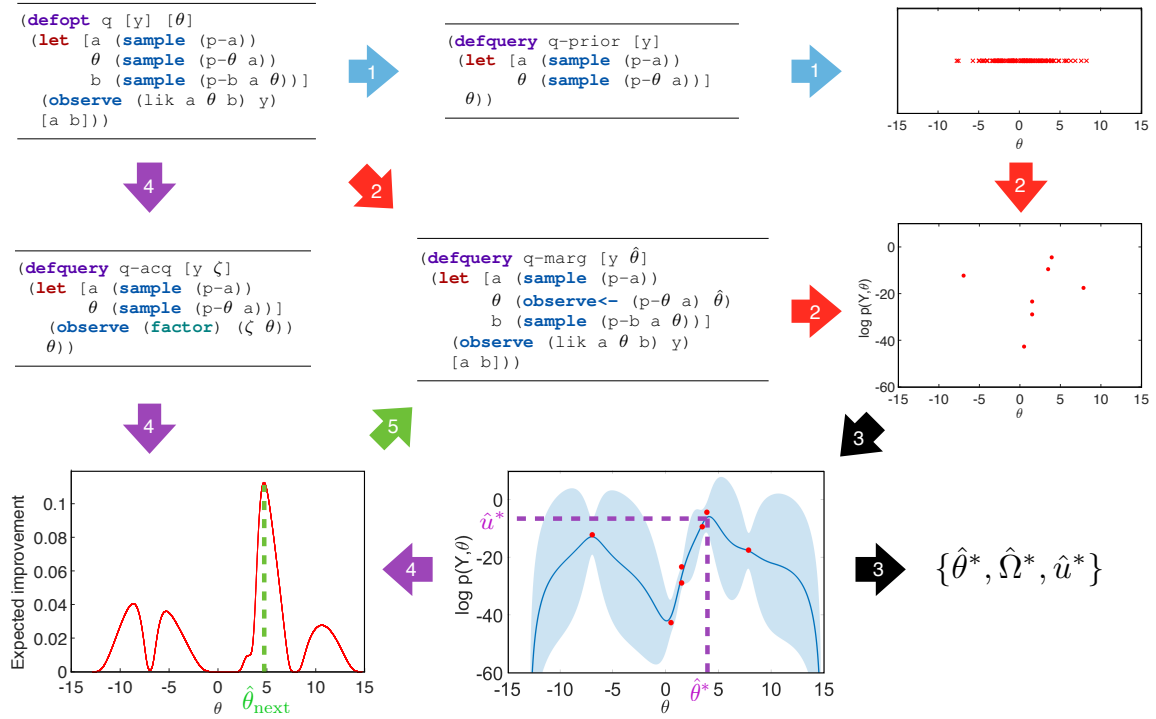 (defopt q [y] [θ]
(let [a (sample (p-a))
θ (sample (p-θ a))
b (sample (p-b a θ))]
(observe (lik a θ b) y)
[a b]))
1
(defquery q-prior [y]
(let [a (sample (p-a))
θ (sample (p-θ a))]
θ))
1
-15 -10 -5 0 5 10 15
θ
4
2
2
(defquery q-acq [y ζ]
(let [a (sample (p-a))
θ (sample (p-θ a))]
(observe (factor) (ζ θ))
θ))
(defquery q-marg [y θ̂]
(let [a (sample (p-a))
θ (observe<- (p-θ a) θ̂)
b (sample (p-b a θ))]
(observe (lik a θ b) y)
[a b]))
2
log p(Y,θ)
0
-20
-40
-60
-15 -10 -5 0 5 10 15
θ
4
5
3
Expected improvement
0.1
0.08
0.06
0.04
0.02
0
-15 -10 -5 0 5 10 15
θ
θ̂next
4
log p(Y,θ)
0
û*
-20
-40
-60
-15 -10 -5 0 5 10 15
θ
θ̂*
3
{θ̂*, Ω̂*, û*}